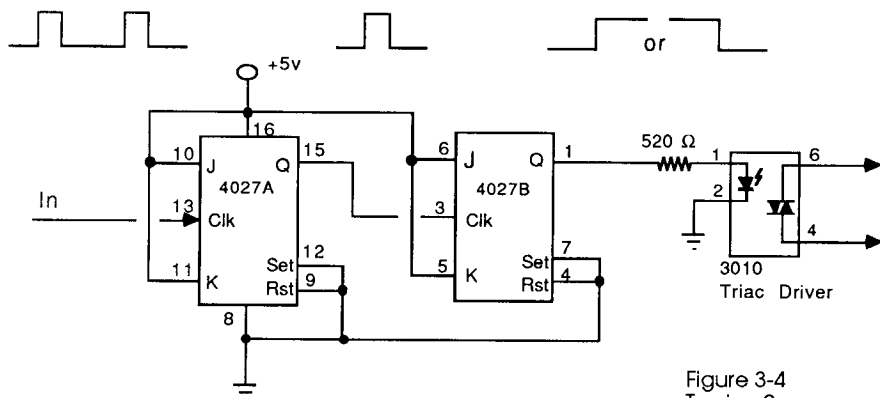 or
+5v
16
10
J
Q
15
4027A
In
13
Clk
12
Set
9
Rst
11
K
8
6
J
Q
1
4027B
3
Clk
7
Set
4
Rst
5
K
520 Ω
1
2
6
4
3010
Triac Driver
Figure 3-4